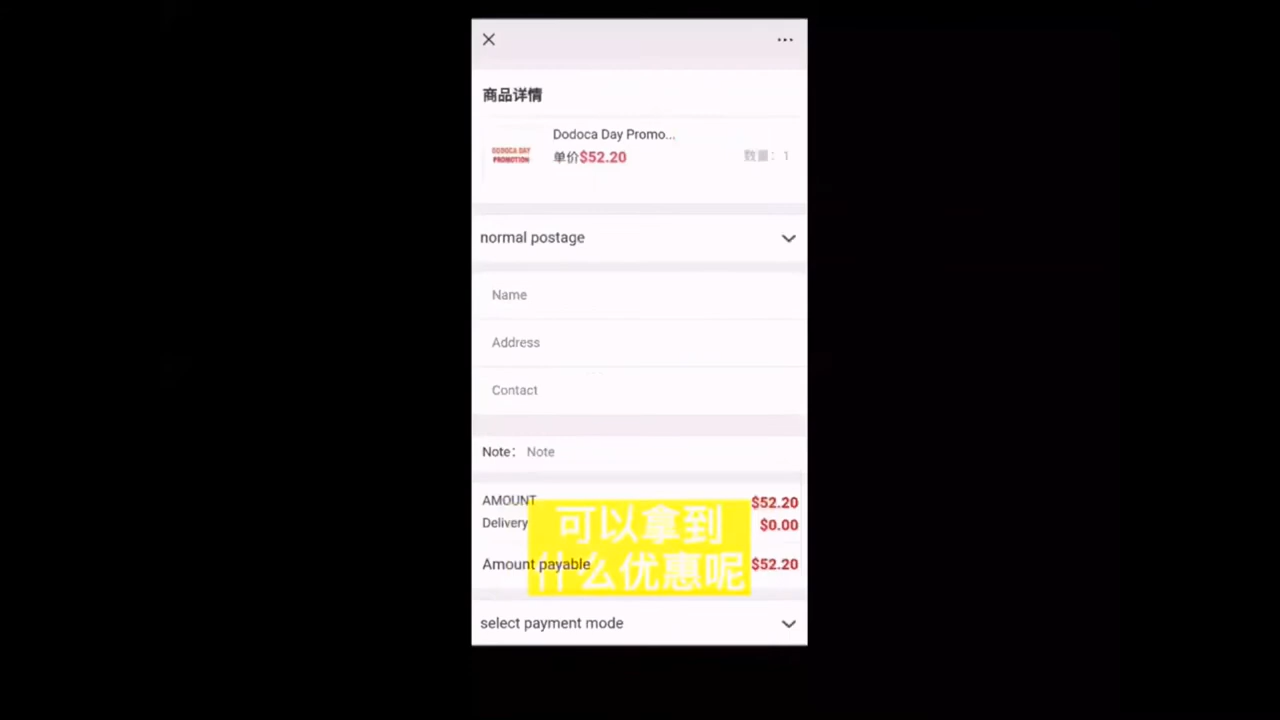 商品详情
Dodoca Day Promo...
DODOCA DAY
PROMOTION
单价$52.20
数量：1
normal postage
Name
Address
Contact
Note： Note
AMOUNT $52.20
Delivery $0.00
Amount payable $52.20
可以拿到
什么优惠呢
select payment mode